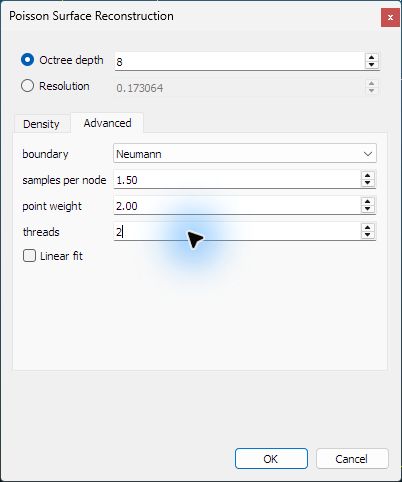 Poisson Surface Reconstruction
x
Octree depth 8
Resolution 0.173064
Density Advanced
boundary Neumann
samples per node 1.50
point weight 2.00
threads 2
Linear fit
OK Cancel